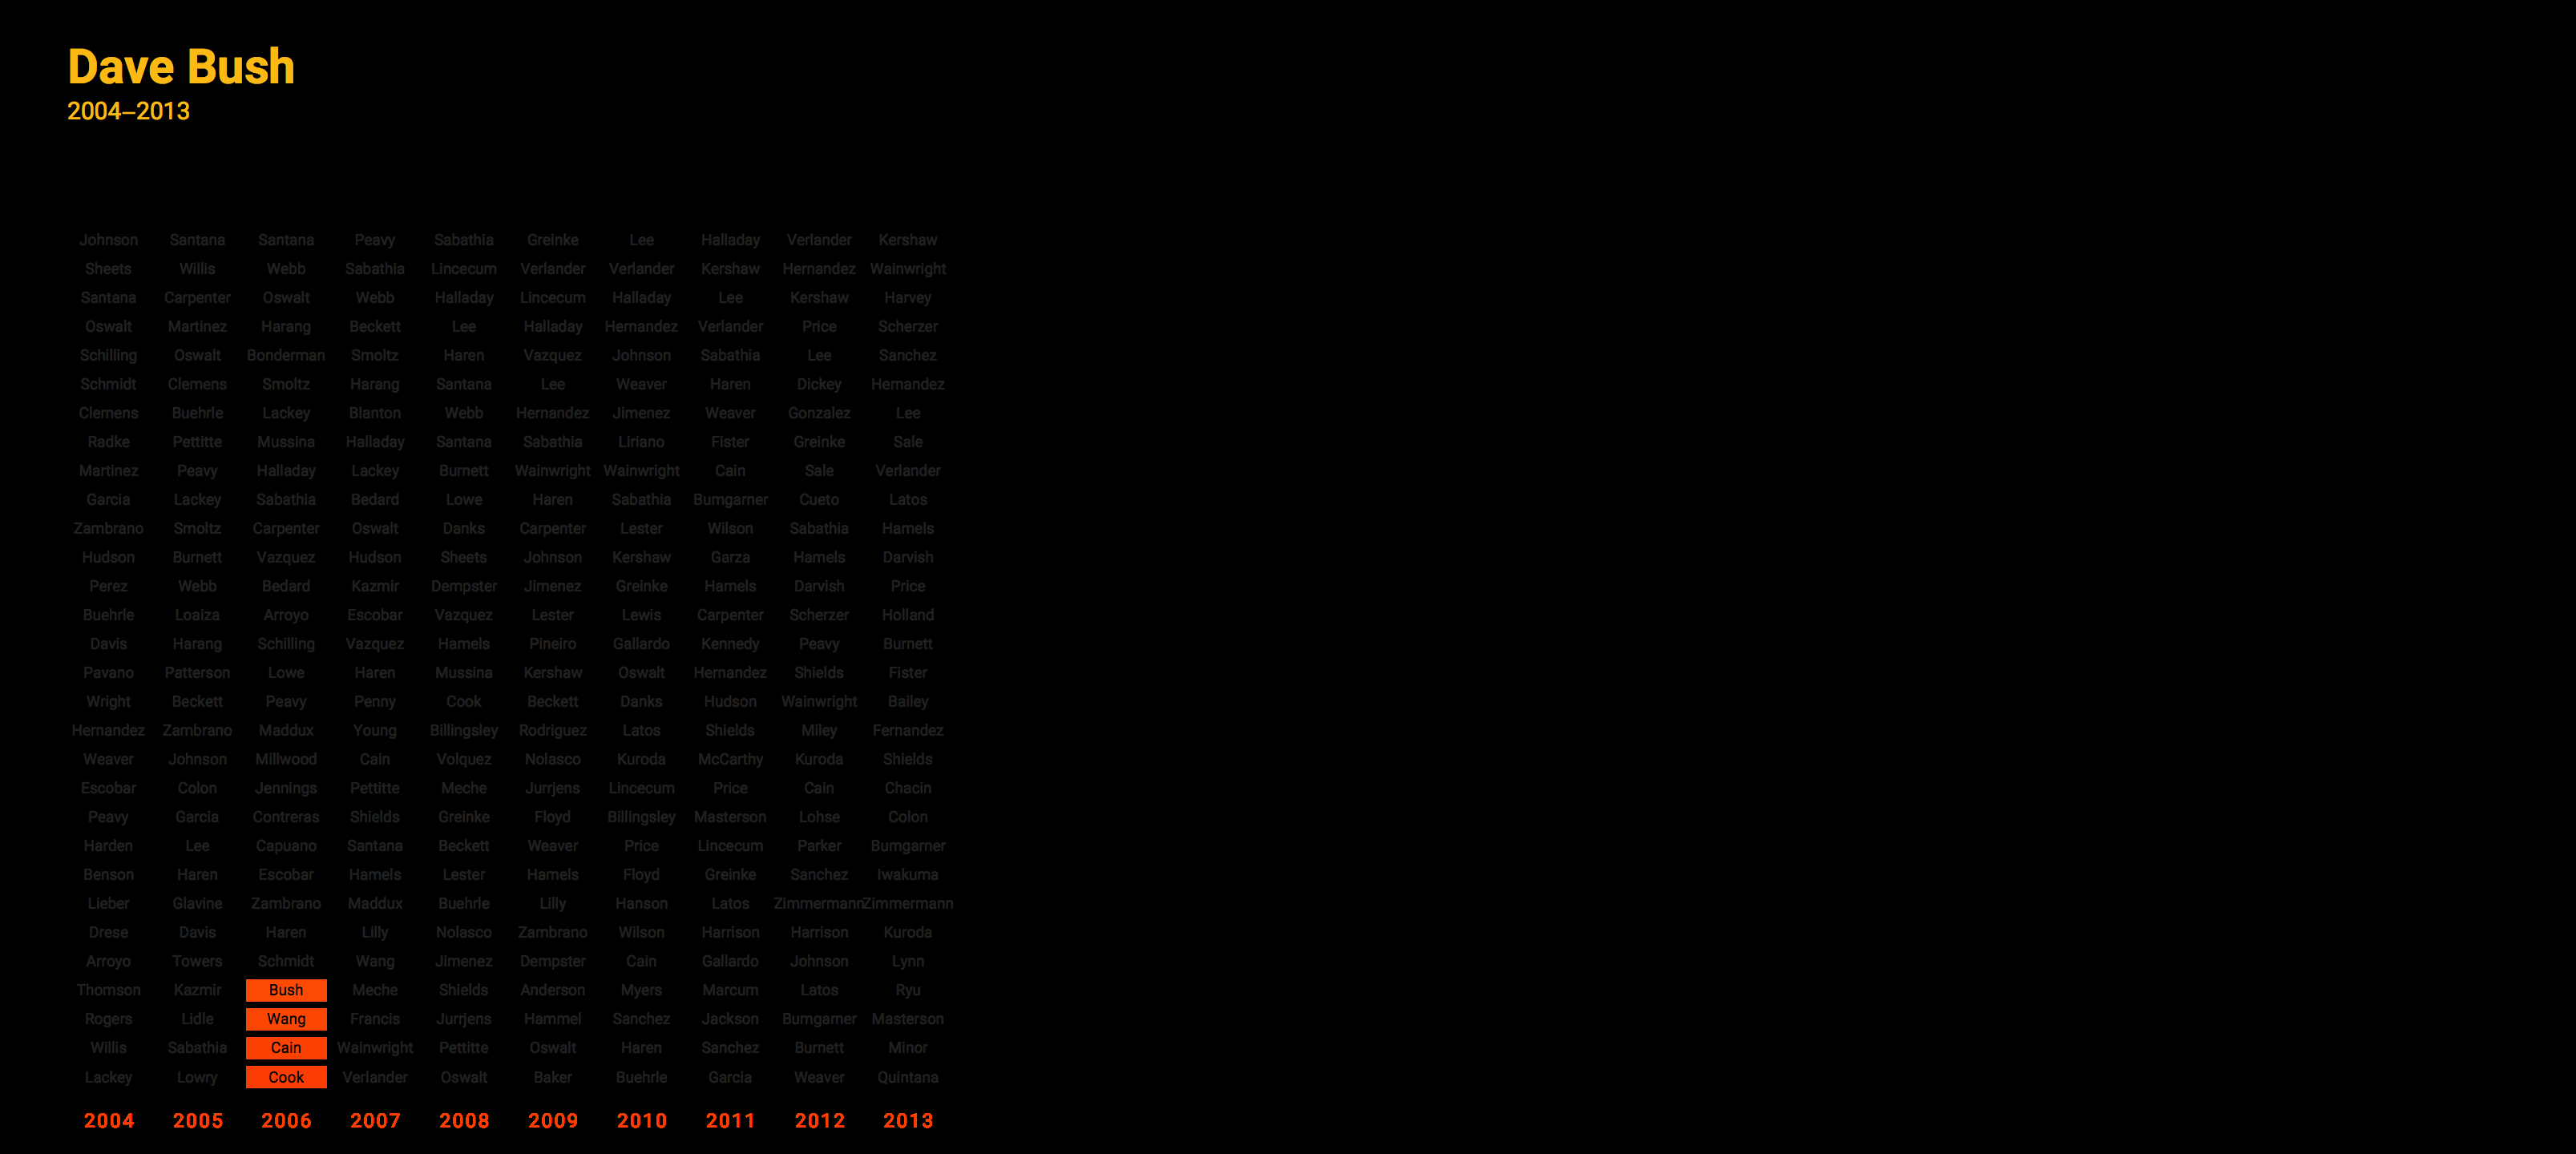 Dave Bush
2004–2013
Johnson Santana Santana Peavy Sabathia Greinke Lee Halladay Verlander Kershaw
Sheets Willis Webb Sabathia Lincecum Verlander Verlander Kershaw Hernandez Wainwright
Santana Carpenter Oswalt Webb Halladay Lincecum Halladay Lee Kershaw Harvey
Oswalt Martinez Harang Beckett Lee Halladay Hernandez Verlander Price Scherzer
Schilling Oswalt Bonderman Smoltz Haren Vazquez Johnson Sabathia Lee Sanchez
Schmidt Clemens Smoltz Harang Santana Lee Weaver Haren Dickey Hernandez
Clemens Buehrle Lackey Blanton Webb Hernandez Jimenez Weaver Gonzalez Lee
Radke Pettitte Mussina Halladay Santana Sabathia Liriano Fister Greinke Sale
Martinez Peavy Halladay Lackey Burnett Wainwright Wainwright Cain Sale Verlander
Garcia Lackey Sabathia Bedard Lowe Haren Sabathia Bumgarner Cueto Latos
Zambrano Smoltz Carpenter Oswalt Danks Carpenter Lester Wilson Sabathia Hamels
Hudson Burnett Vazquez Hudson Sheets Johnson Kershaw Garza Hamels Darvish
Perez Webb Bedard Kazmir Dempster Jimenez Greinke Hamels Darvish Price
Buehrle Loaiza Arroyo Escobar Vazquez Lester Lewis Carpenter Scherzer Holland
Davis Harang Schilling Vazquez Hamels Pineiro Gallardo Kennedy Peavy Burnett
Pavano Patterson Lowe Haren Mussina Kershaw Oswalt Hernandez Shields Fister
Wright Beckett Peavy Penny Cook Beckett Danks Hudson Wainwright Bailey
Hernandez Zambrano Maddux Young Billingsley Rodriguez Latos Shields Miley Fernandez
Weaver Johnson Millwood Cain Volquez Nolasco Kuroda McCarthy Kuroda Shields
Escobar Colon Jennings Pettitte Meche Jurrjens Lincecum Price Cain Chacin
Peavy Garcia Contreras Shields Greinke Floyd Billingsley Masterson Lohse Colon
Harden Lee Capuano Santana Beckett Weaver Price Lincecum Parker Bumgarner
Benson Haren Escobar Hamels Lester Hamels Floyd Greinke Sanchez Iwakuma
Lieber Glavine Zambrano Maddux Buehrle Lilly Hanson Latos Zimmermann Zimmermann
Drese Davis Haren Lilly Nolasco Zambrano Wilson Harrison Harrison Kuroda
Arroyo Towers Schmidt Wang Jimenez Dempster Cain Gallardo Johnson Lynn
Thomson Kazmir Bush Meche Shields Anderson Myers Marcum Latos Ryu
Rogers Lidle Wang Francis Jurrjens Hammel Sanchez Jackson Bumgarner Masterson
Willis Sabathia Cain Wainwright Pettitte Oswalt Haren Sanchez Burnett Minor
Lackey Lowry Cook Verlander Oswalt Baker Buehrle Garcia Weaver Quintana
2004 2005 2006 2007 2008 2009 2010 2011 2012 2013